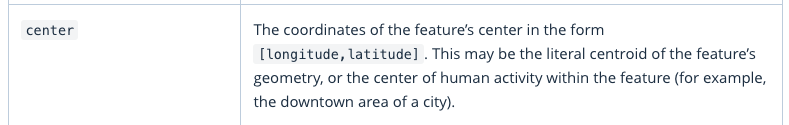 center
The coordinates of the feature’s center in the form
[longitude,latitude] . This may be the literal centroid of the feature’s
geometry, or the center of human activity within the feature (for example,
the downtown area of a city).